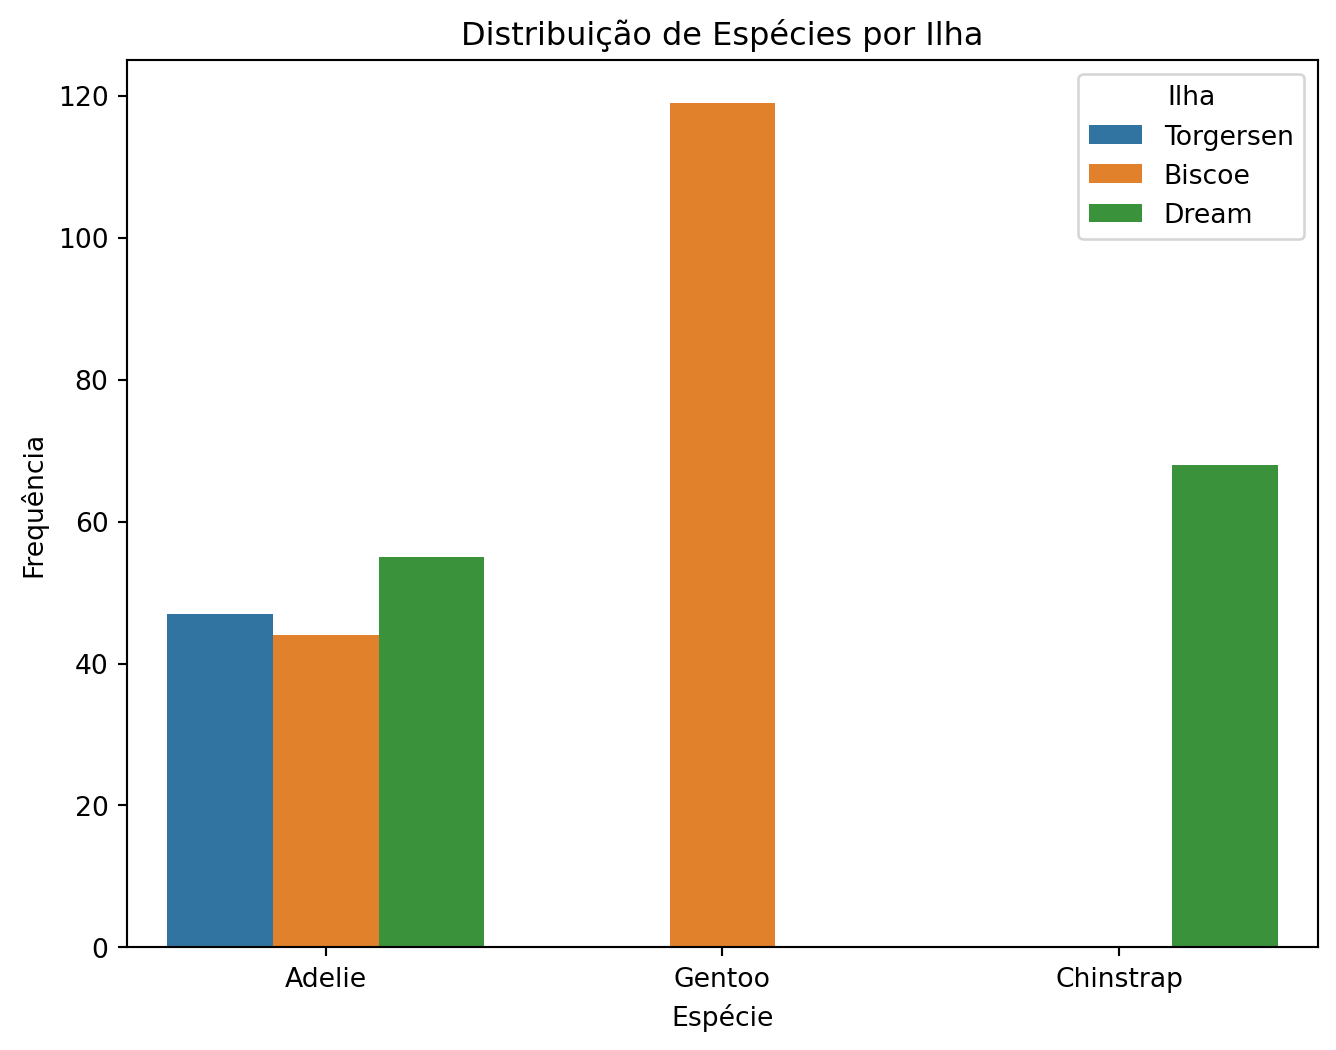 Distribuição de Espécies por Ilha
Ilha
Torgersen
Biscoe
Dream
120
100
80
60
40
20
0
Frequência
Adelie
Gentoo
Chinstrap
Espécie